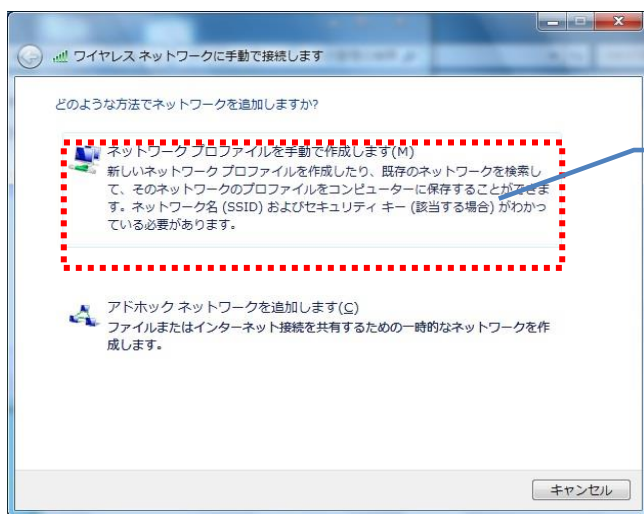 ワイヤレス ネットワークに手動で接続します
どのような方法でネットワークを追加しますか?
ネットワーク プロファイルを手動で作成します(M)
新しいネットワーク プロファイルを作成したり、既存のネットワークを検索し
て、そのネットワークのプロファイルをコンピューターに保存することができま
す。ネットワーク名 (SSID) およびセキュリティ キー (該当する場合) がわかっ
ている必要があります。
アドホック ネットワークを追加します(C)
ファイルまたはインターネット接続を共有するための一時的なネットワークを作
成します。
キャンセル